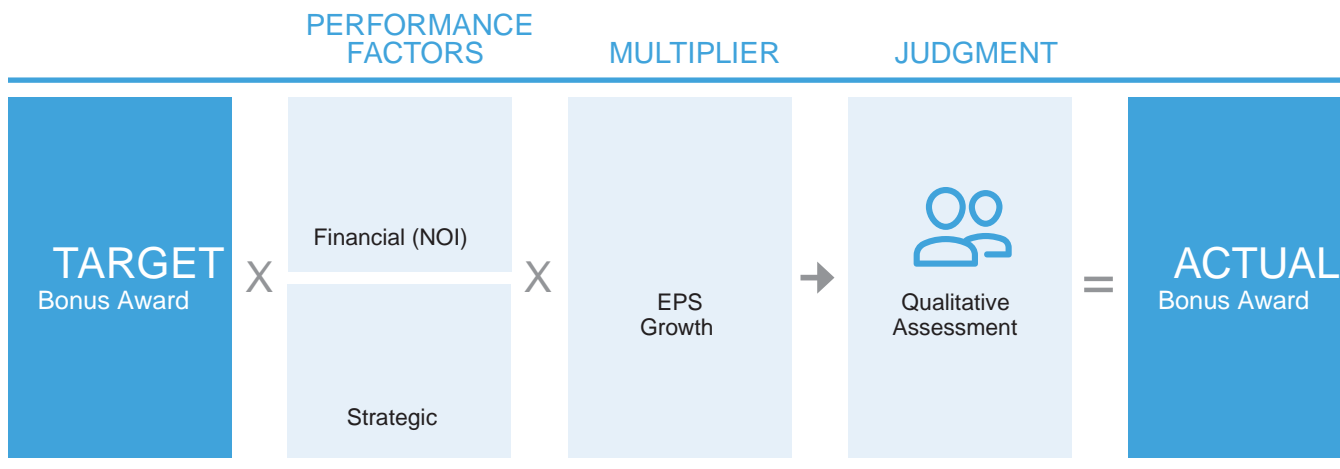 PERFORMANCE
FACTORS
MULTIPLIER
JUDGMENT
TARGET
Bonus Award
X
Financial (NOI)
Strategic
X
EPS
Growth
Qualitative
Assessment
=
ACTUAL
Bonus Award